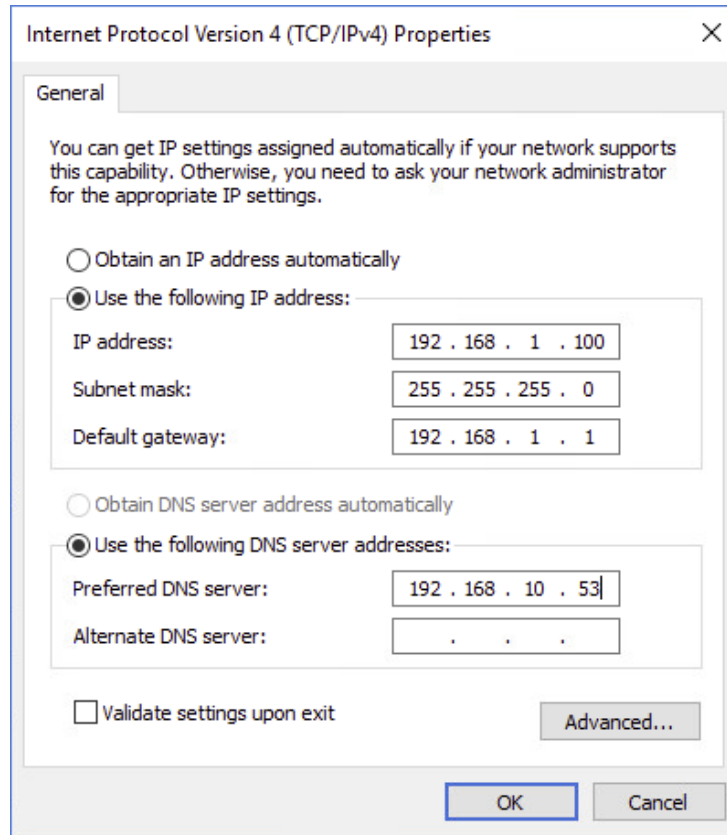 Internet Protocol Version 4 (TCP/IPv4) Properties
General
You can get IP settings assigned automatically if your network supports
this capability. Otherwise, you need to ask your network administrator
for the appropriate IP settings.
Obtain an IP address automatically
Use the following IP address:
IP address: 192 . 168 . 1 . 100
Subnet mask: 255 . 255 . 255 . 0
Default gateway: 192 . 168 . 1 . 1
Obtain DNS server address automatically
Use the following DNS server addresses:
Preferred DNS server: 192 . 168 . 10 . 53
Alternate DNS server: . . .
Validate settings upon exit
Advanced...
OK Cancel